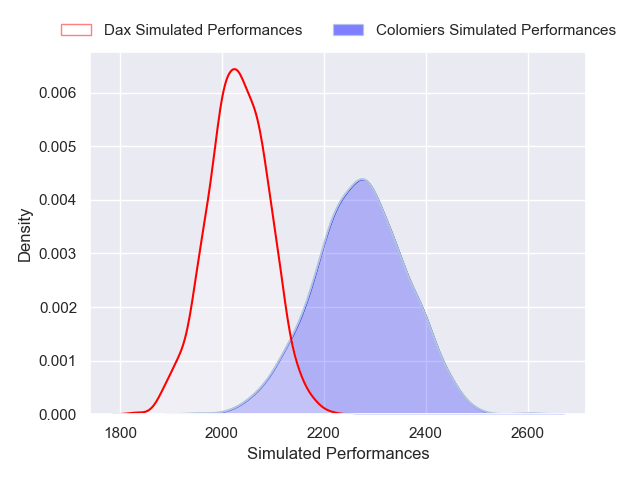 Dax Simulated Performances Colomiers Simulated Performances
0.006
0.005
0.004
0.003
0.002
0.001
0.000
Density
1800 2000 2200 2400 2600
Simulated Performances